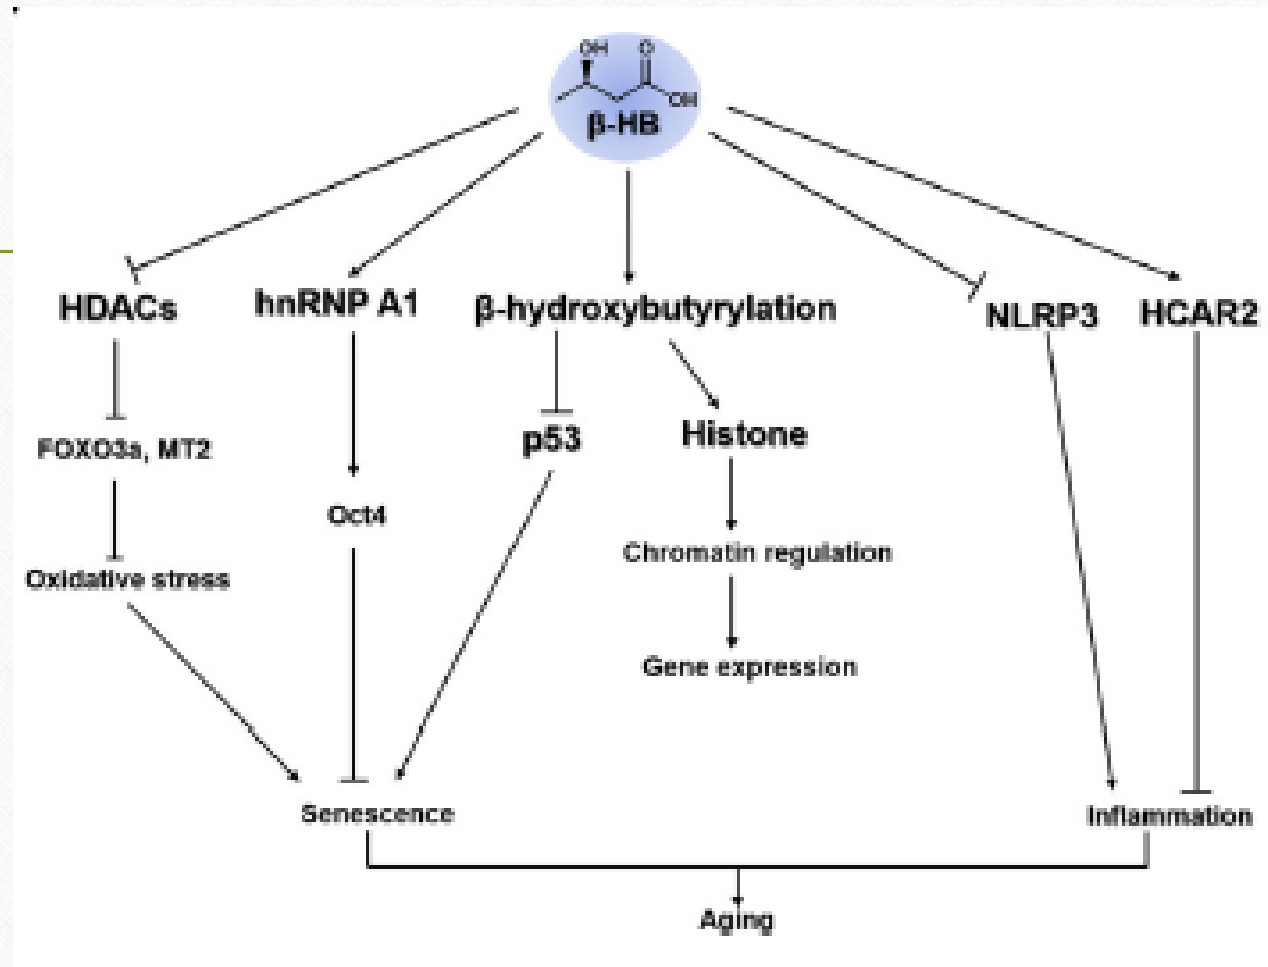 OH O
OH
β-HB
HDACs hnRNP A1 β-hydroxybutyrylation NLRP3 HCAR2
FOXO3a, MT2 p53 Histone
Oct4
Chromatin regulation
Oxidative stress
Gene expression
Senescence Inflammation
Aging